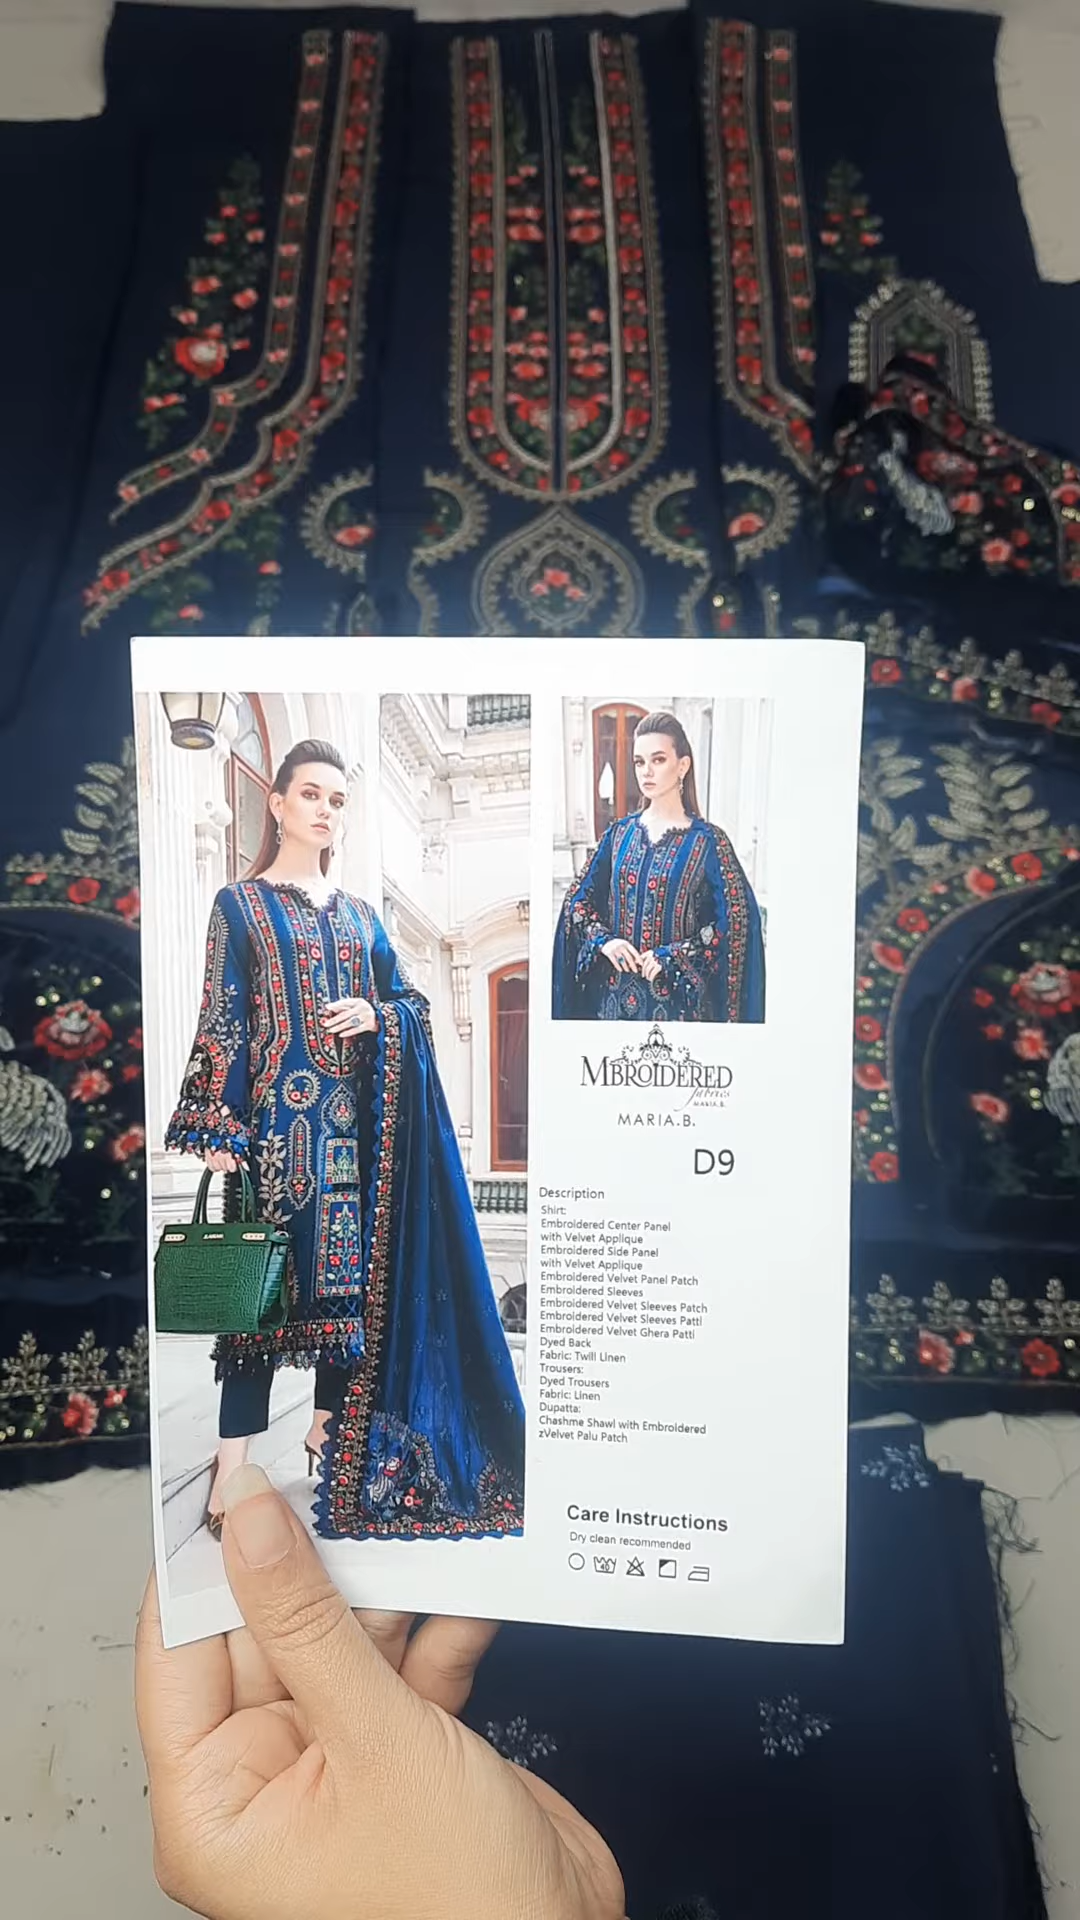 MBROIDERED
fabrics
MARIA.B.
MARIA.B.
D9
Description
Shirt:
Embroidered Center Panel
with Velvet Applique
Embroidered Side Panel
with Velvet Applique
Embroidered Velvet Panel Patch
Embroidered Sleeves
Embroidered Velvet Sleeves Patch
Embroidered Velvet Sleeves Patti
Embroidered Velvet Ghera Patti
Dyed Back
Fabric: Twill Linen
Trousers:
Dyed Trousers
Fabric: Linen
Dupatta:
Chashme Shawl with Embroidered
zVelvet Palu Patch
Care Instructions
Dry clean recommended
40